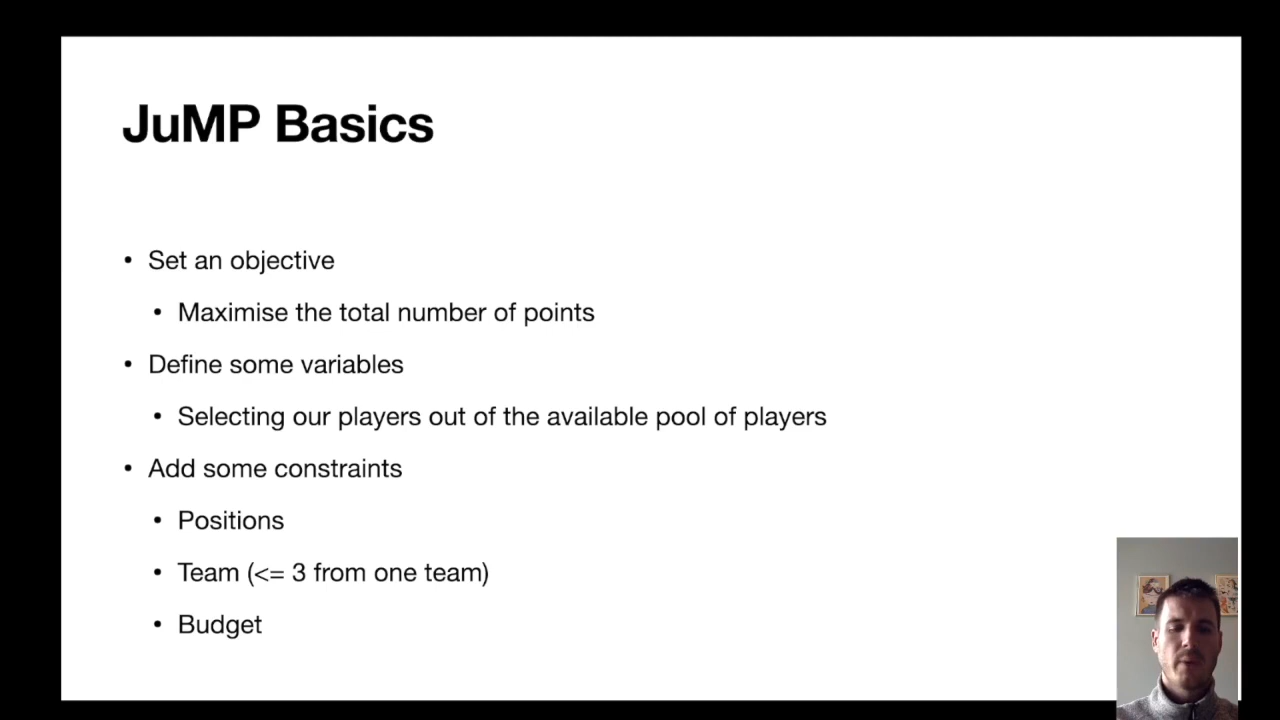 JuMP Basics
• Set an objective
• Maximise the total number of points
• Define some variables
• Selecting our players out of the available pool of players
• Add some constraints
• Positions
• Team (<= 3 from one team)
• Budget